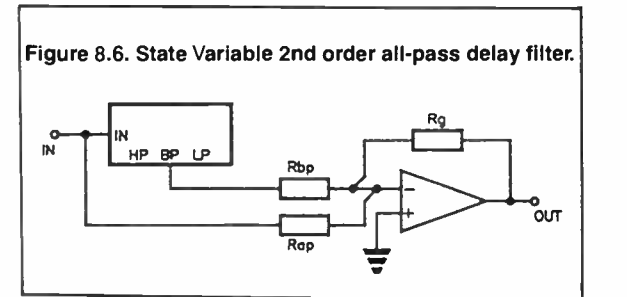 Figure 8.6. State Variable 2nd order all-pass delay filter.
IN
IN
HP BP LP
Rbp
Rap
Rg
-
+
OUT